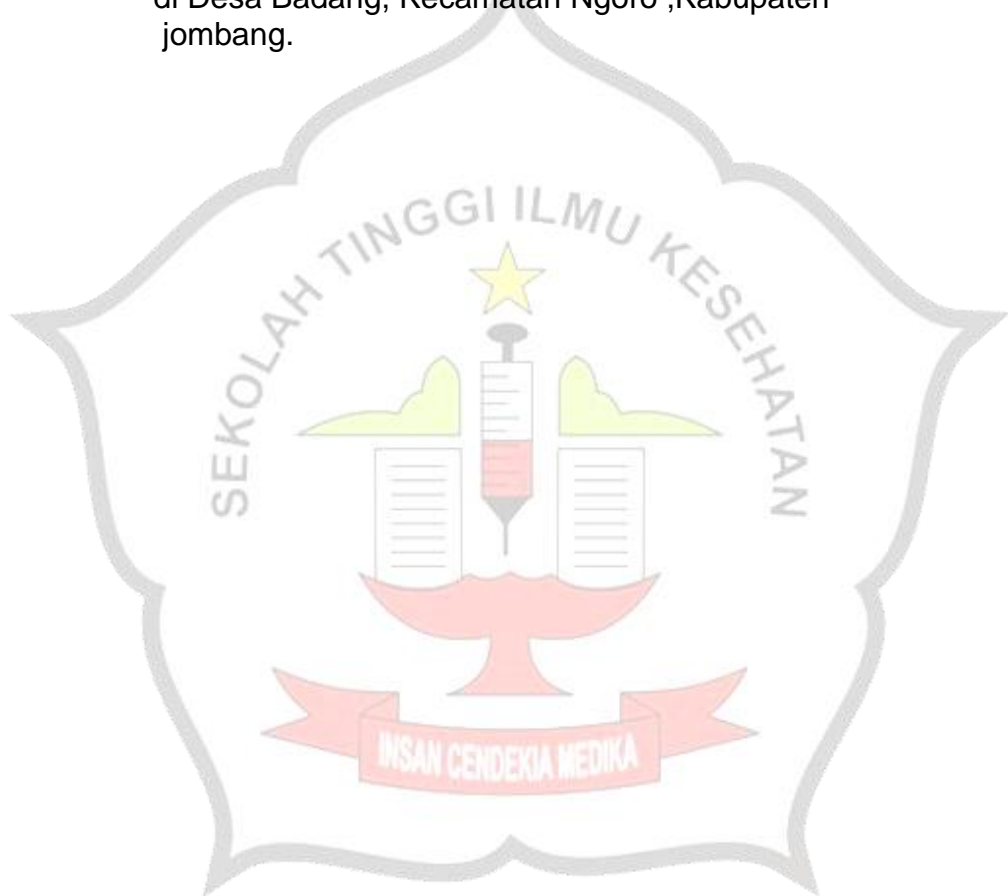 di Desa Badang, Kecamatan Ngoro ,Kabupaten
jombang.
SEKOLAH TINGGI ILMU KESEHATAN
INSAN CENDEKIA MEDIKA